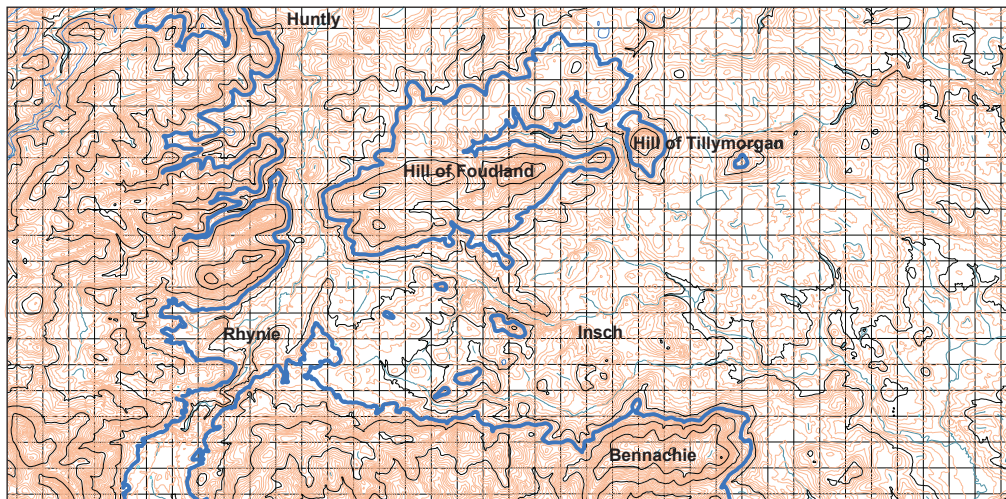 Huntly
Hill of Tillymorgan
Hill of Foudland
Rhynie
Insch
Bennachie